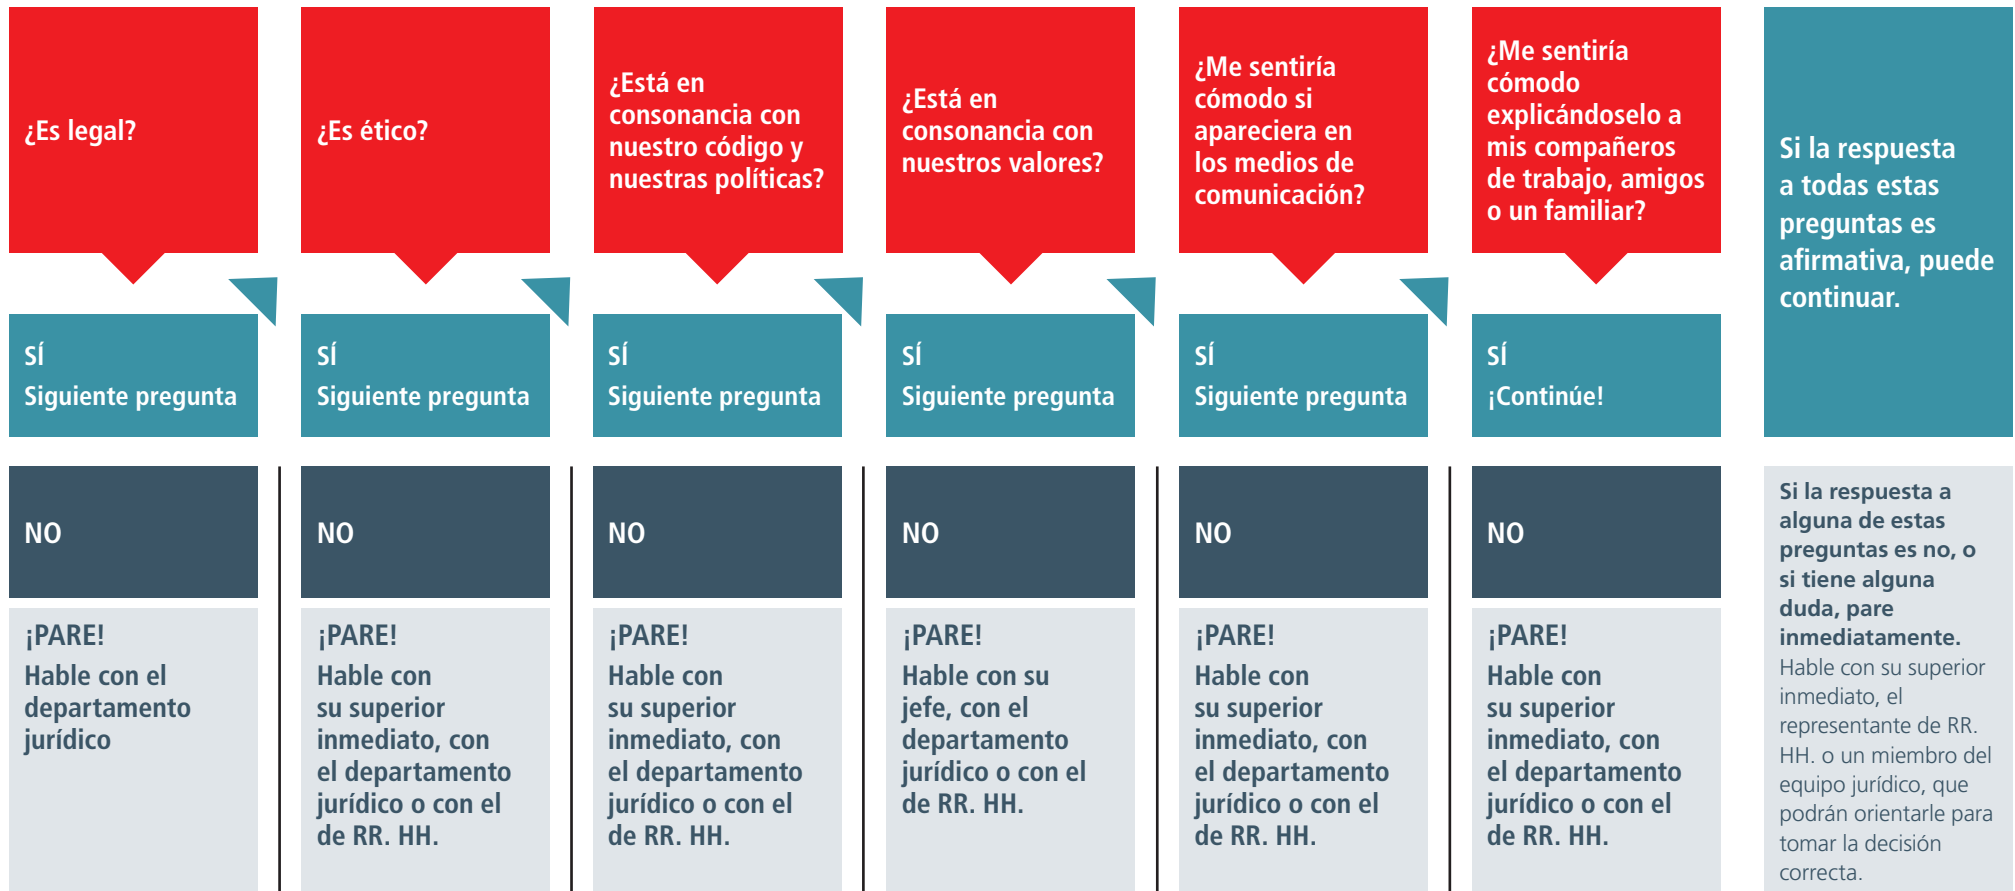 ¿Es legal?
SÍ
Siguiente pregunta
NO
¡PARE!
Hable con el
departamento
jurídico
¿Es ético?
SÍ
Siguiente pregunta
NO
¡PARE!
Hable con
su superior
inmediato, con
el departamento
jurídico o con el
de RR. HH.
¿Está en
consonancia con
nuestro código y
nuestras políticas?
SÍ
Siguiente pregunta
NO
¡PARE!
Hable con
su superior
inmediato, con
el departamento
jurídico o con el
de RR. HH.
¿Está en
consonancia con
nuestros valores?
SÍ
Siguiente pregunta
NO
¡PARE!
Hable con su
jefe, con el
departamento
jurídico o con el
de RR. HH.
¿Me sentiría
cómodo si
apareciera en
los medios de
comunicación?
SÍ
Siguiente pregunta
NO
¡PARE!
Hable con
su superior
inmediato, con
el departamento
jurídico o con el
de RR. HH.
¿Me sentiría
cómodo
explicándoselo a
mis compañeros
de trabajo, amigos
o un familiar?
SÍ
¡Continúe!
NO
¡PARE!
Hable con
su superior
inmediato, con
el departamento
jurídico o con el
de RR. HH.
Si la respuesta
a todas estas
preguntas es
afirmativa, puede
continuar.
Si la respuesta a
alguna de estas
preguntas es no, o
si tiene alguna
duda, pare
inmediatamente.
Hable con su superior
inmediato, el
representante de RR.
HH. o un miembro del
equipo jurídico, que
podrán orientarle para
tomar la decisión
correcta.